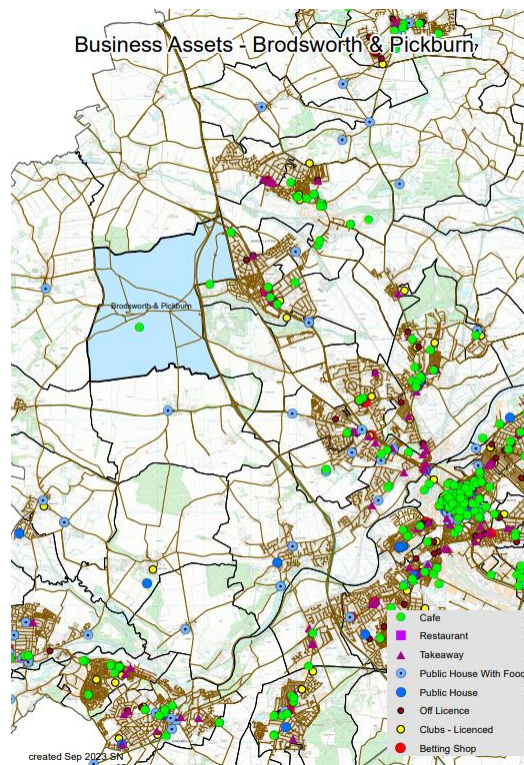 Business Assets - Brodsworth & Pickburn
Brodsworth & Pickburn
Cafe
Restaurant
Takeaway
Public House With Food
Public House
Off Licence
Clubs - Licenced
Betting Shop
created Sep 2023 SN